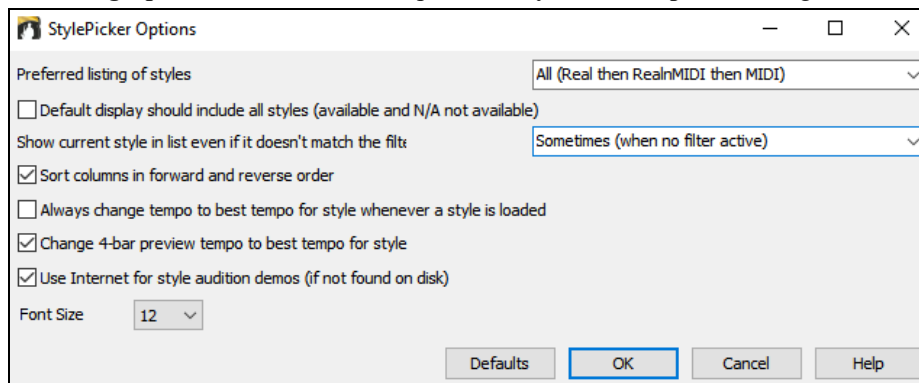 StylePicker Options
Preferred listing of styles All (Real then RealnMIDI then MIDI)
Default display should include all styles (available and N/A not available)
Show current style in list even if it doesn't match the filte Sometimes (when no filter active)
Sort columns in forward and reverse order
Always change tempo to best tempo for style whenever a style is loaded
Change 4-bar preview tempo to best tempo for style
Use Internet for style audition demos (if not found on disk)
Font Size 12
Defaults OK Cancel Help